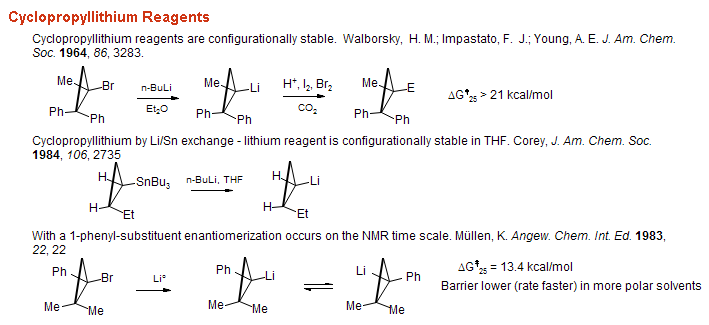 Cyclopropyllithium Reagents
Cyclopropyllithium reagents are configurationally stable. Walborsky, H. M.; Impastato, F. J.; Young, A. E. J. Am. Chem.
Soc. 1964, 86, 3283.
Me Br n-BuLi Me Li H⁺, I₂, Br₂ Me E
Ph Ph Et₂O Ph Ph CO₂ Ph Ph
ΔG‡₂₅ > 21 kcal/mol
Cyclopropyllithium by Li/Sn exchange - lithium reagent is configurationally stable in THF. Corey, J. Am. Chem. Soc.
1984, 106, 2735
H SnBu₃ n-BuLi, THF H Li
H Et H Et
With a 1-phenyl-substituent enantiomerization occurs on the NMR time scale. Müllen, K. Angew. Chem. Int. Ed. 1983,
22, 22
Ph Br Li° Ph Li Li Ph
Me Me Me Me Me Me
ΔG‡₂₅ = 13.4 kcal/mol
Barrier lower (rate faster) in more polar solvents